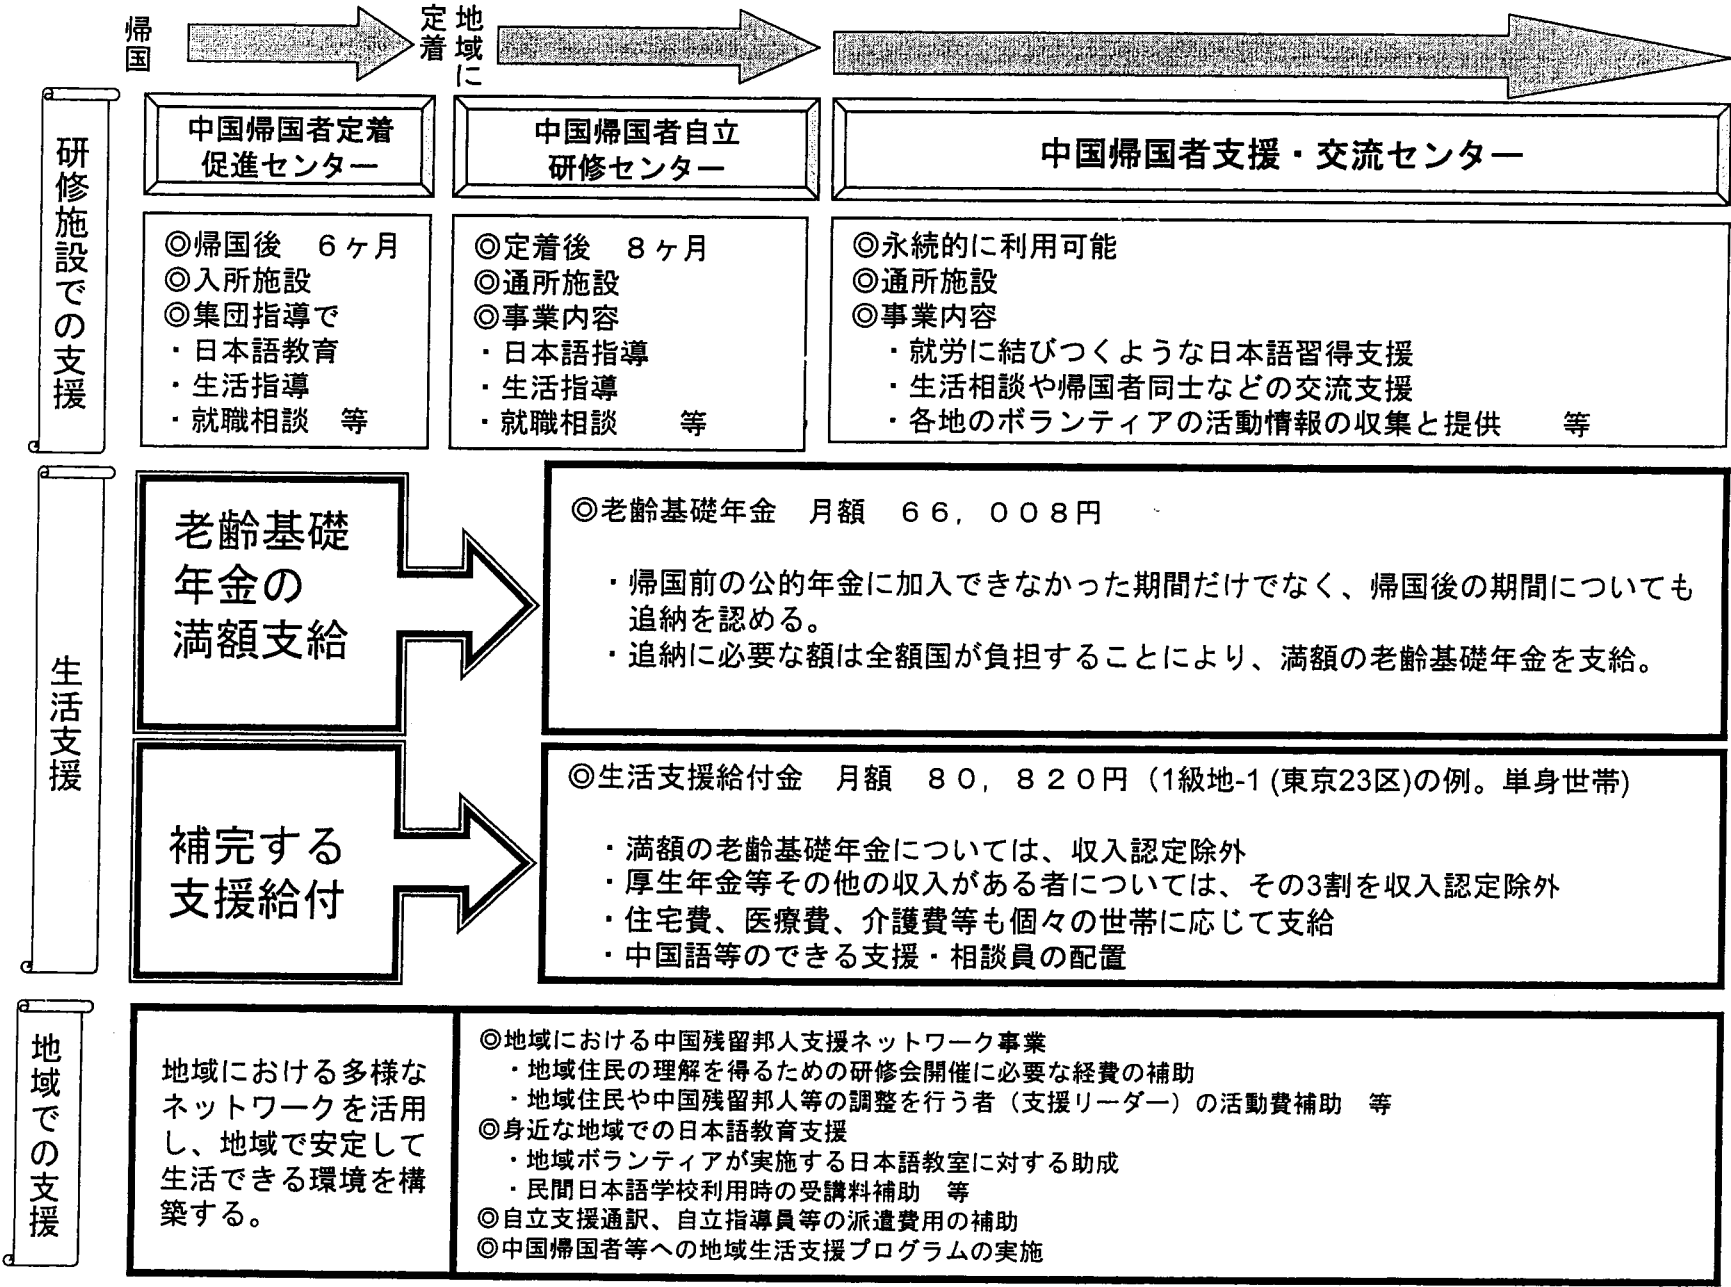 帰国
地域に
定着
研修施設での支援
中国帰国者定着
促進センター
中国帰国者自立
研修センター
中国帰国者支援・交流センター
◎帰国後　６ヶ月
◎入所施設
◎集団指導で
・日本語教育
・生活指導
・就職相談　等
◎定着後　８ヶ月
◎通所施設
◎事業内容
・日本語指導
・生活指導
・就職相談　　等
◎永続的に利用可能
◎通所施設
◎事業内容
・就労に結びつくような日本語習得支援
・生活相談や帰国者同士などの交流支援
・各地のボランティアの活動情報の収集と提供　　等
生活支援
老齢基礎
年金の
満額支給
◎老齢基礎年金　月額　６６，００８円
・帰国前の公的年金に加入できなかった期間だけでなく、帰国後の期間についても
追納を認める。
・追納に必要な額は全額国が負担することにより、満額の老齢基礎年金を支給。
補完する
支援給付
◎生活支援給付金　月額　８０，８２０円（1級地-1 (東京23区)の例。単身世帯)
・満額の老齢基礎年金については、収入認定除外
・厚生年金等その他の収入がある者については、その3割を収入認定除外
・住宅費、医療費、介護費等も個々の世帯に応じて支給
・中国語等のできる支援・相談員の配置
地域での支援
地域における多様な
ネットワークを活用
し、地域で安定して
生活できる環境を構
築する。
◎地域における中国残留邦人支援ネットワーク事業
・地域住民の理解を得るための研修会開催に必要な経費の補助
・地域住民や中国残留邦人等の調整を行う者（支援リーダー）の活動費補助　等
◎身近な地域での日本語教育支援
・地域ボランティアが実施する日本語教室に対する助成
・民間日本語学校利用時の受講料補助　等
◎自立支援通訳、自立指導員等の派遣費用の補助
◎中国帰国者等への地域生活支援プログラムの実施